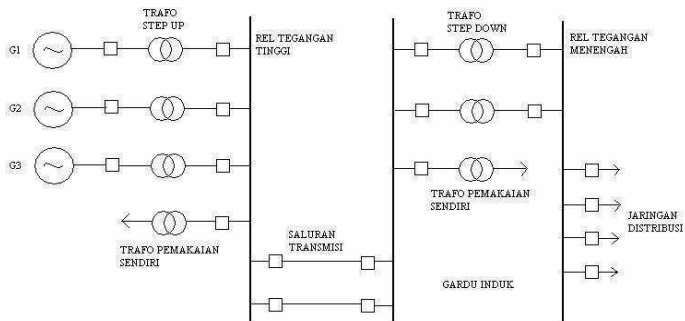 TRAFO
STEP UP
G1
REL TEGANGAN
TINGGI
TRAFO
STEP DOWN
REL TEGANGAN
MENENGAH
G2
G3
TRAFO PEMAKAIAN
SENDIRI
TRAFO PEMAKAIAN
SENDIRI
SALURAN
TRANSMISI
JARINGAN
DISTRIBUSI
GARDU INDUK